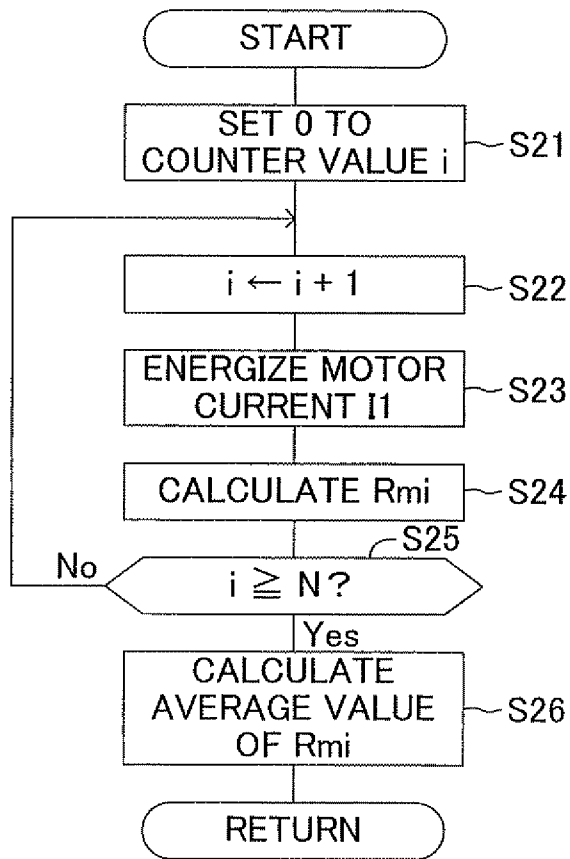 START
SET 0 TO
COUNTER VALUE i
S21
i ← i + 1
S22
ENERGIZE MOTOR
CURRENT I1
S23
CALCULATE Rmi
S24
S25
i ≧ N?
No
Yes
CALCULATE
AVERAGE VALUE
OF Rmi
S26
RETURN